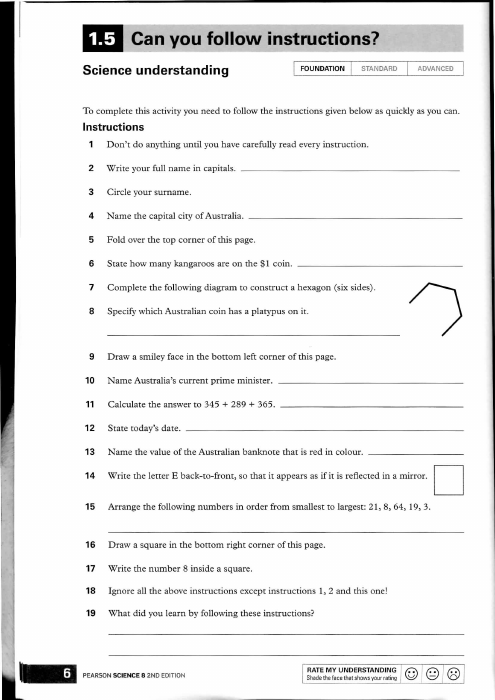 1.5 Can you follow instructions?
Science understanding
FOUNDATION STANDARD ADVANCED
To complete this activity you need to follow the instructions given below as quickly as you can.
Instructions
1 Don't do anything until you have carefully read every instruction.
2 Write your full name in capitals.
3 Circle your surname.
4 Name the capital city of Australia.
5 Fold over the top corner of this page.
6 State how many kangaroos are on the $1 coin.
7 Complete the following diagram to construct a hexagon (six sides).
8 Specify which Australian coin has a platypus on it.
9 Draw a smiley face in the bottom left corner of this page.
10 Name Australia's current prime minister.
11 Calculate the answer to 345 + 289 + 365.
12 State today's date.
13 Name the value of the Australian banknote that is red in colour.
14 Write the letter E back-to-front, so that it appears as if it is reflected in a mirror.
15 Arrange the following numbers in order from smallest to largest: 21, 8, 64, 19, 3.
16 Draw a square in the bottom right corner of this page.
17 Write the number 8 inside a square.
18 Ignore all the above instructions except instructions 1, 2 and this one!
19 What did you learn by following these instructions?
6 PEARSON SCIENCE 8 2ND EDITION
RATE MY UNDERSTANDING
Shade the face that shows your rating